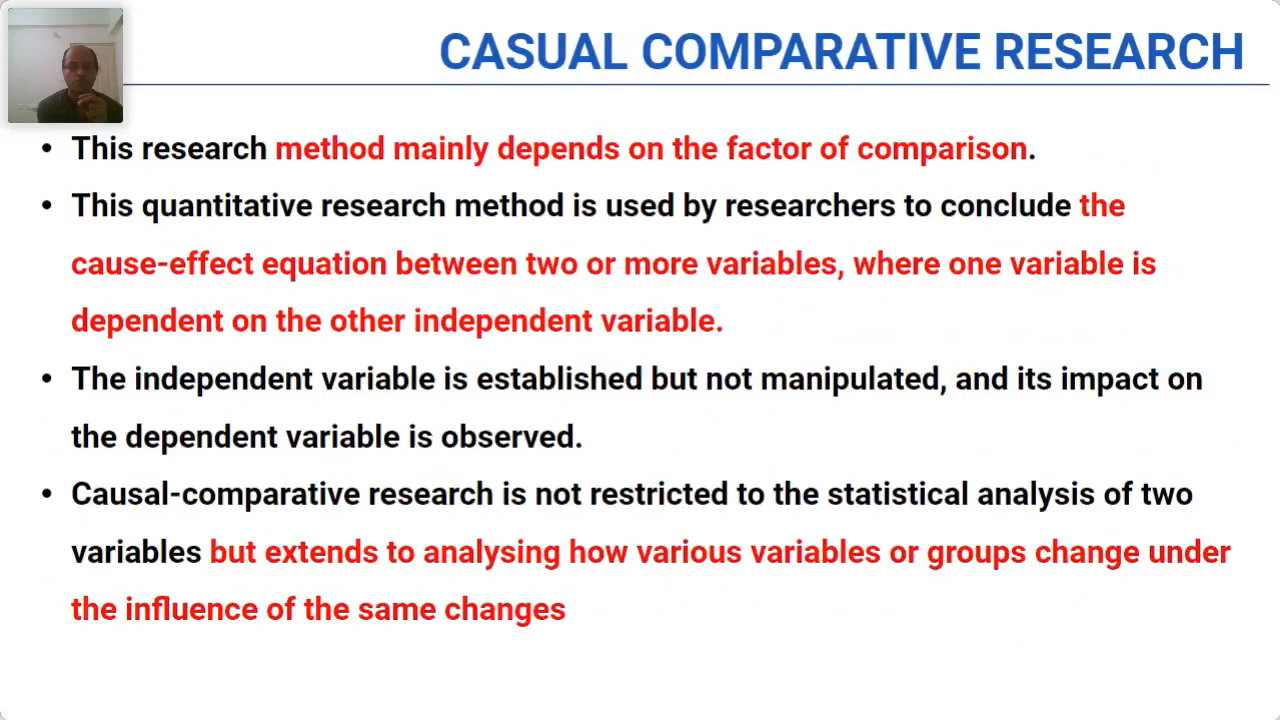 CASUAL COMPARATIVE RESEARCH
• This research method mainly depends on the factor of comparison.
• This quantitative research method is used by researchers to conclude the
cause-effect equation between two or more variables, where one variable is
dependent on the other independent variable.
• The independent variable is established but not manipulated, and its impact on
the dependent variable is observed.
• Causal-comparative research is not restricted to the statistical analysis of two
variables but extends to analysing how various variables or groups change under
the influence of the same changes